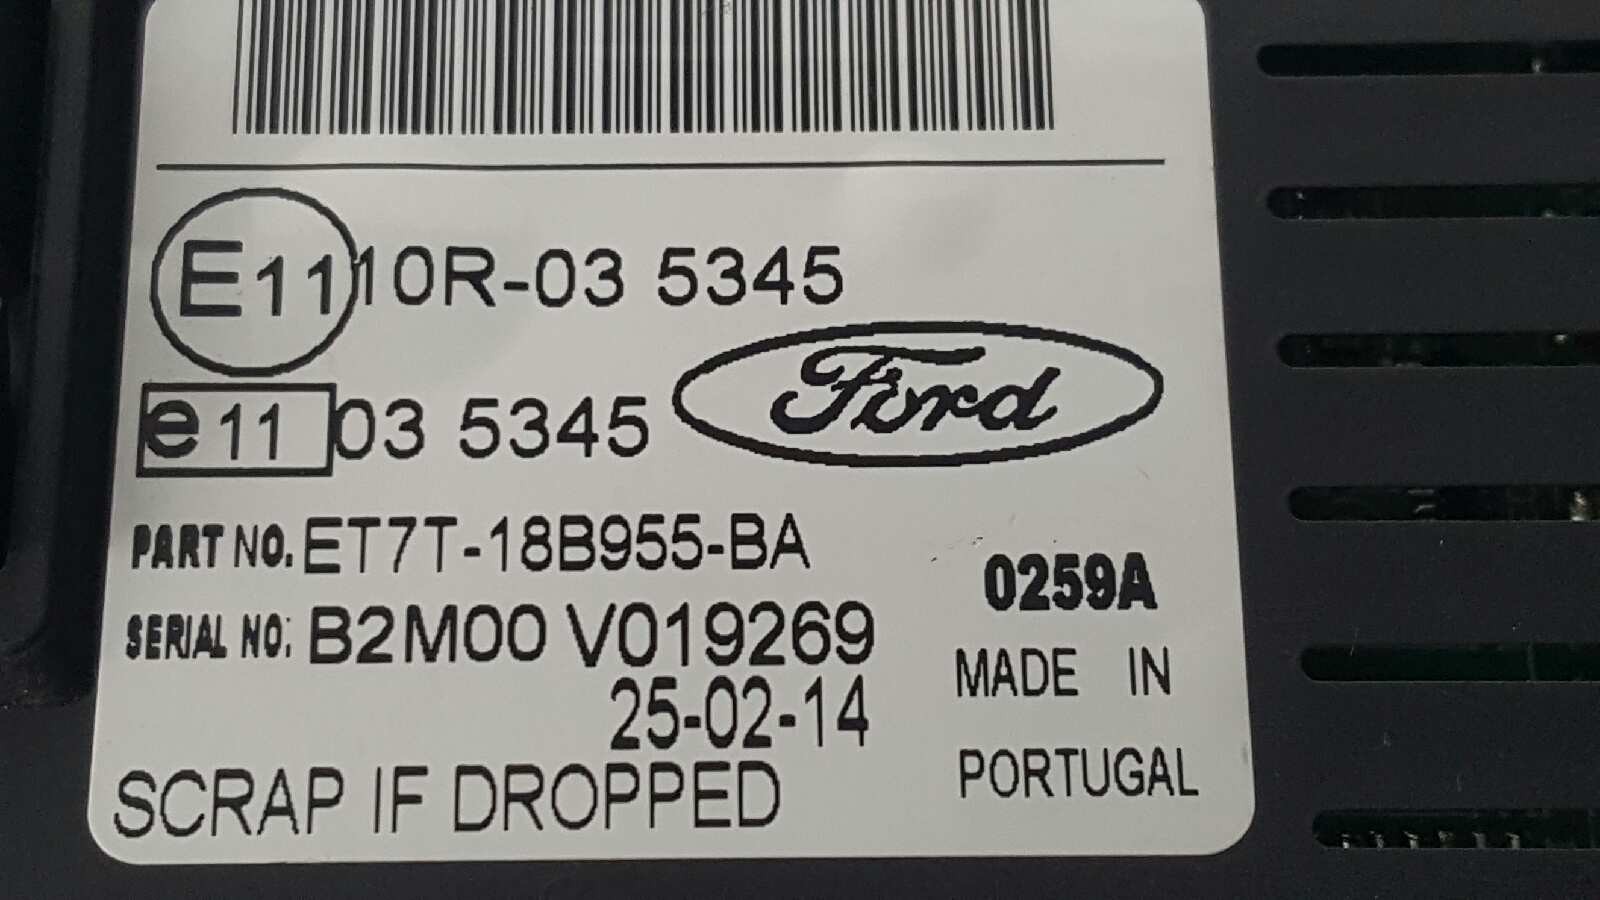 E11 10R-03 5345
e11 03 5345
Ford
PART NO. ET7T-18B955-BA
SERIAL NO: B2M00 V019269
25-02-14
SCRAP IF DROPPED
0259A
MADE IN
PORTUGAL